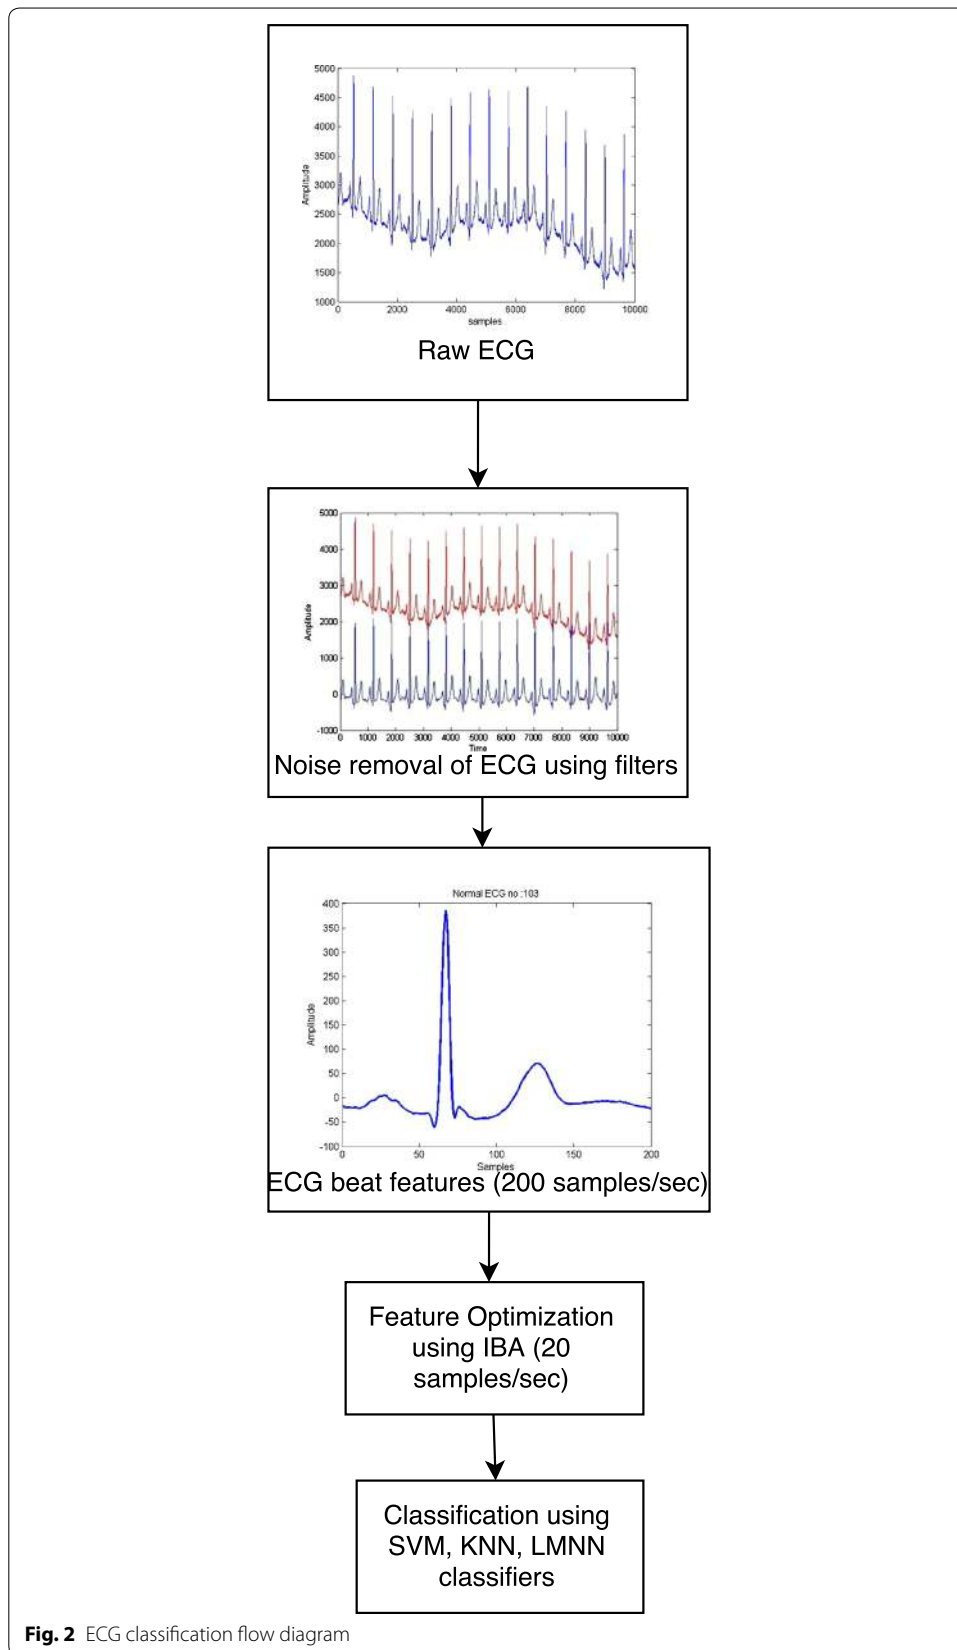 5000
4500
4000
3500
3000
2500
2000
1500
1000
Amplitude
0 2000 4000 6000 8000 10000
samples
Raw ECG
5000
4000
3000
2000
1000
0
-1000
Amplitude
0 1000 2000 3000 4000 5000 6000 7000 8000 9000 10000
Time
Noise removal of ECG using filters
Normal ECG no :103
400
350
300
250
200
150
100
50
0
-50
-100
Amplitude
0 50 100 150 200
Samples
ECG beat features (200 samples/sec)
Feature Optimization
using IBA (20
samples/sec)
Classification using
SVM, KNN, LMNN
classifiers
Fig. 2 ECG classification flow diagram